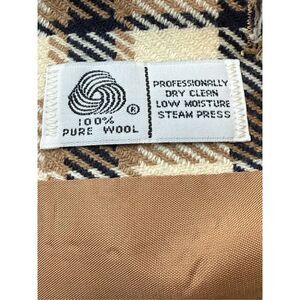 ®
100%
PURE WOOL
PROFESSIONALLY
DRY CLEAN
LOW MOISTURE
STEAM PRESS